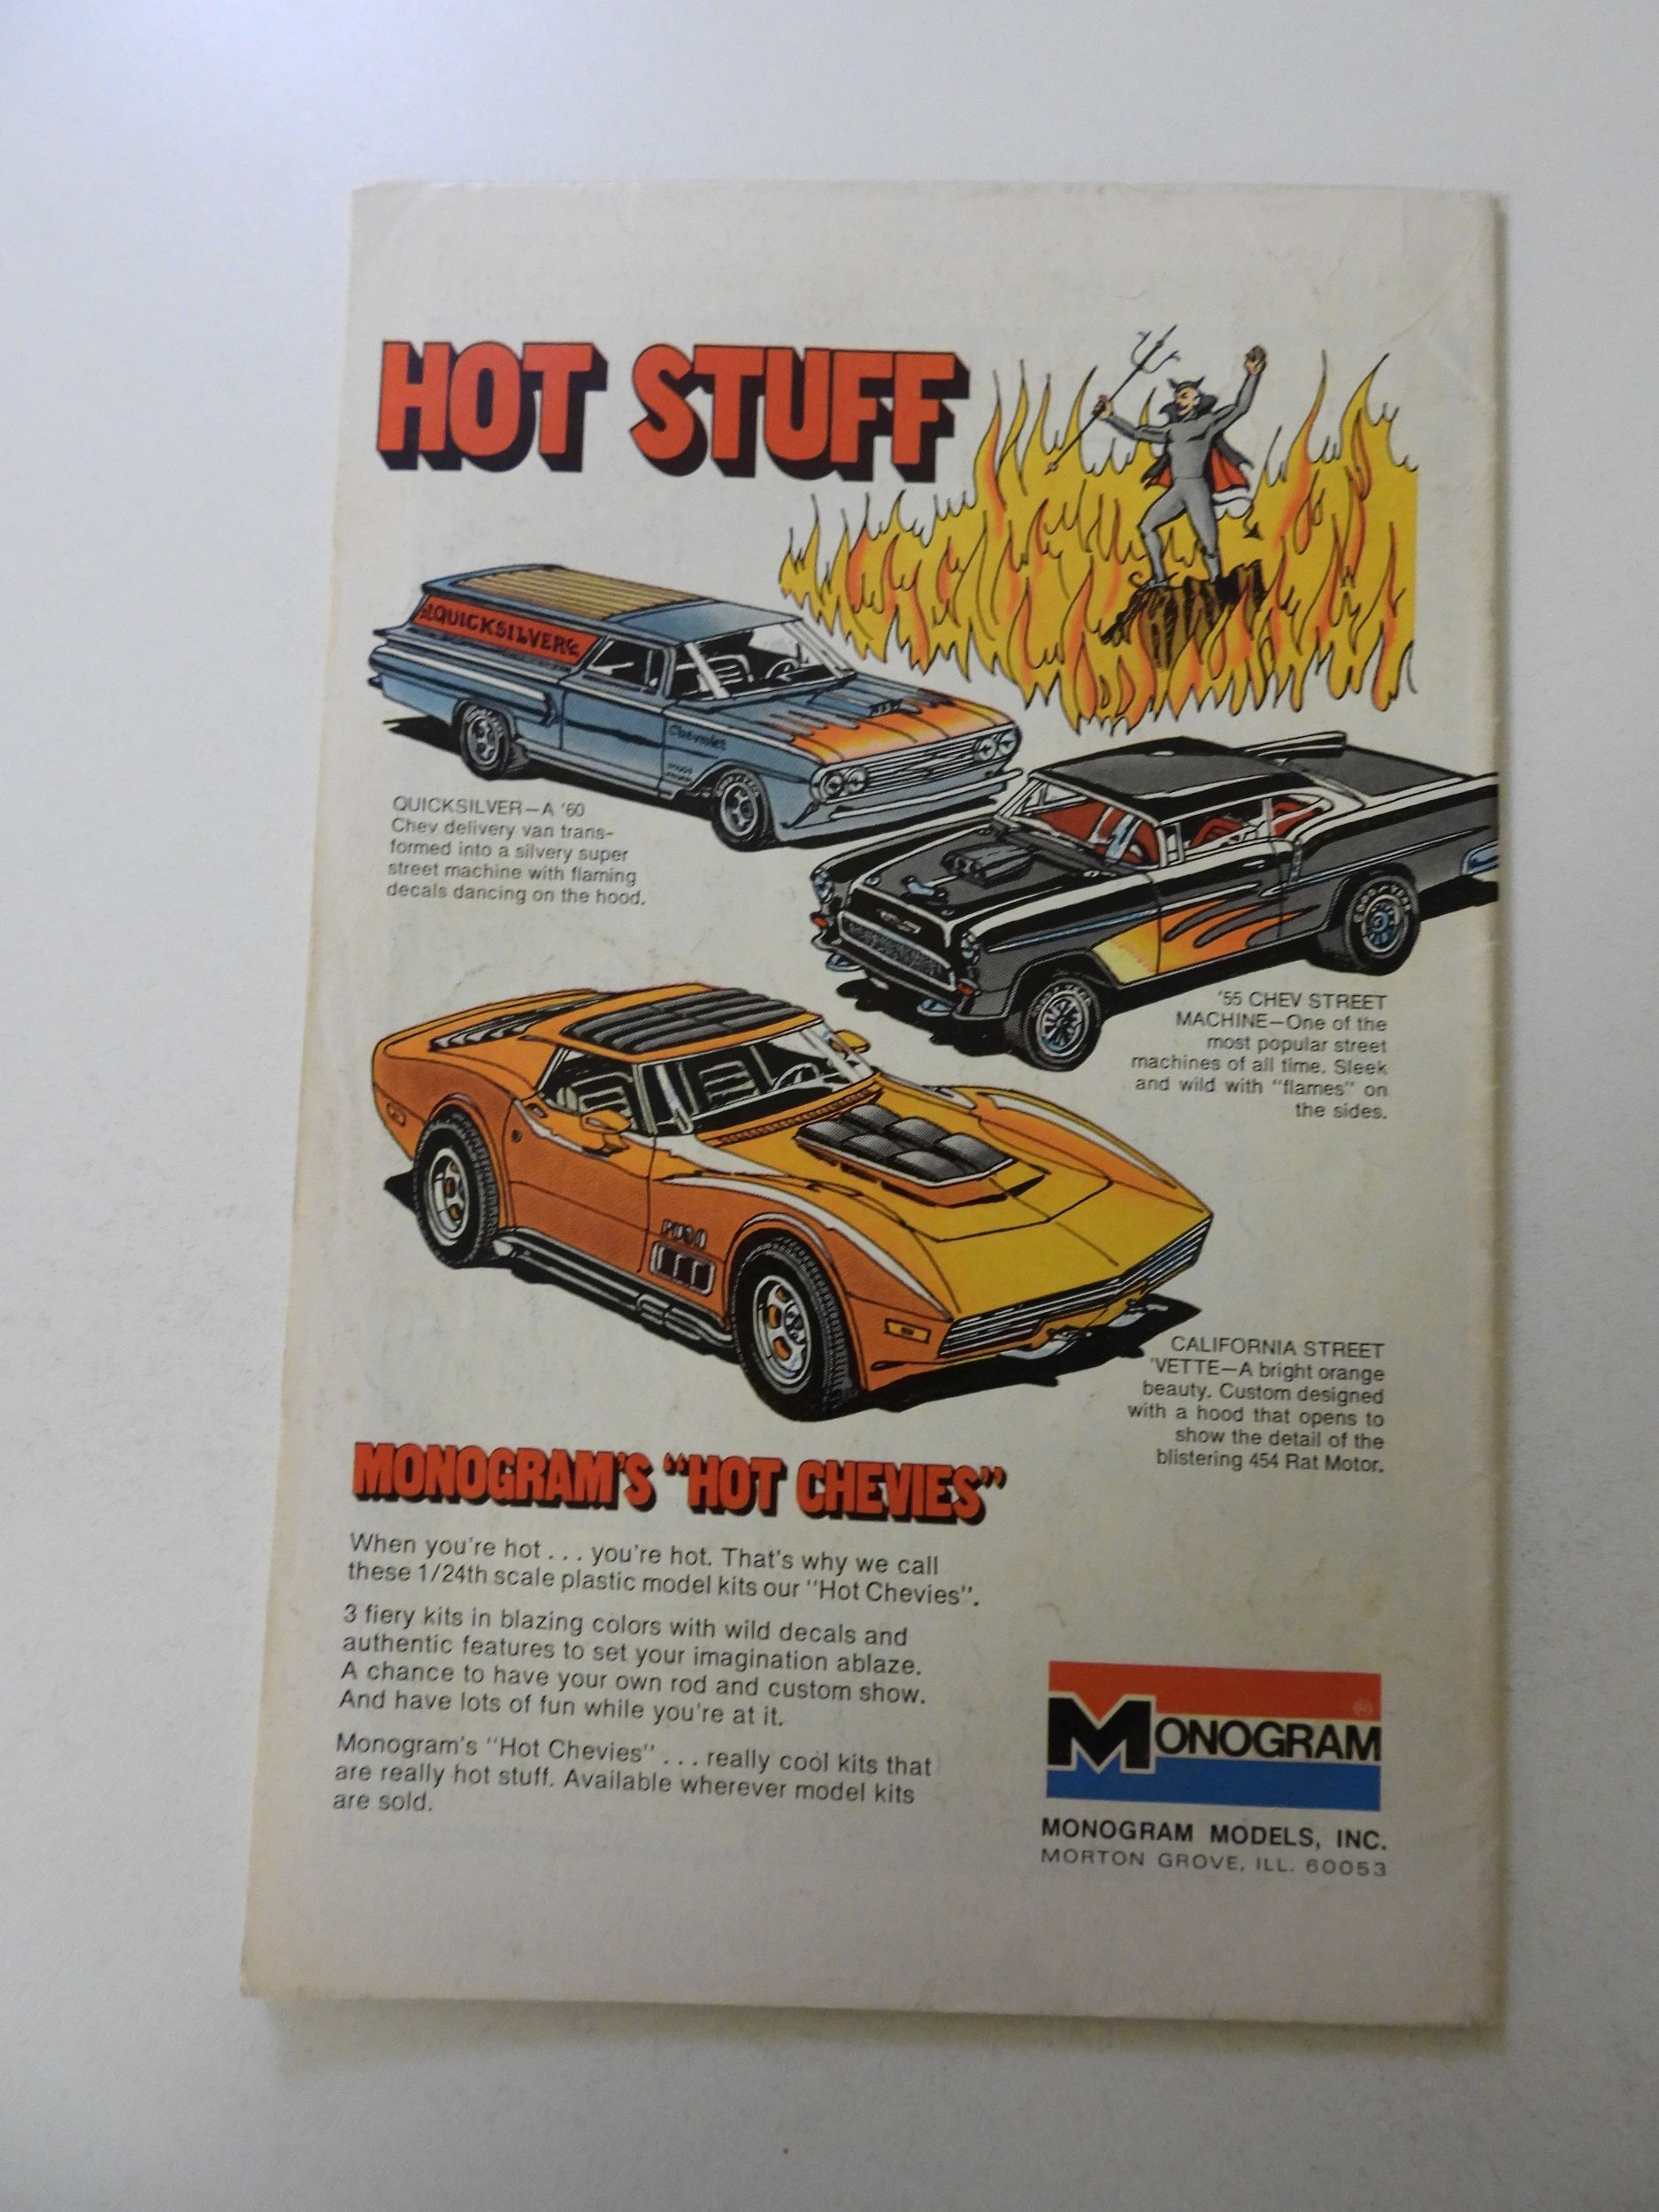 HOT STUFF
QUICKSILVER
Chevrolet
QUICKSILVER—A '60
Chev delivery van trans-
formed into a silvery super
street machine with flaming
decals dancing on the hood.
'55 CHEV STREET
MACHINE—One of the
most popular street
machines of all time. Sleek
and wild with "flames" on
the sides.
CALIFORNIA STREET
'VETTE—A bright orange
beauty. Custom designed
with a hood that opens to
show the detail of the
blistering 454 Rat Motor.
MONOGRAM'S "HOT CHEVIES"
When you're hot . . . you're hot. That's why we call
these 1/24th scale plastic model kits our "Hot Chevies".
3 fiery kits in blazing colors with wild decals and
authentic features to set your imagination ablaze.
A chance to have your own rod and custom show.
And have lots of fun while you're at it.
Monogram's "Hot Chevies" . . . really cool kits that
are really hot stuff. Available wherever model kits
are sold.
MONOGRAM
MONOGRAM MODELS, INC.
MORTON GROVE, ILL. 60053